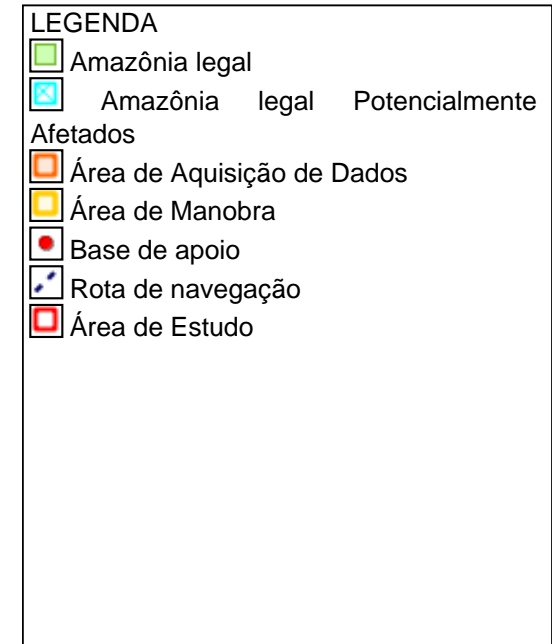 LEGENDA
Amazônia legal
Amazônia legal Potencialmente
Afetados
Área de Aquisição de Dados
Área de Manobra
Base de apoio
Rota de navegação
Área de Estudo